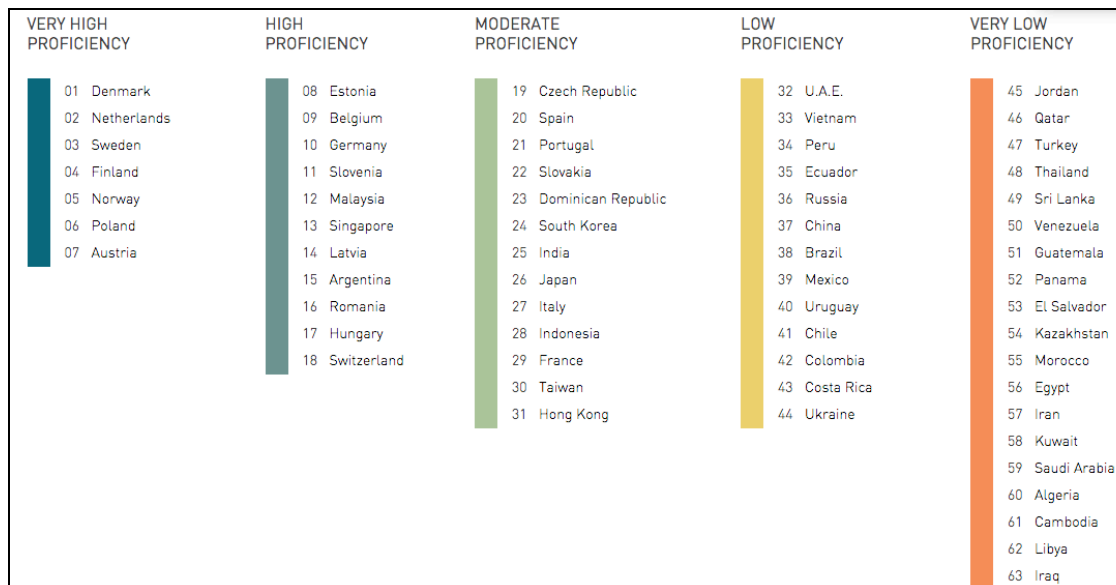 VERY HIGH
PROFICIENCY
01 Denmark
02 Netherlands
03 Sweden
04 Finland
05 Norway
06 Poland
07 Austria
HIGH
PROFICIENCY
08 Estonia
09 Belgium
10 Germany
11 Slovenia
12 Malaysia
13 Singapore
14 Latvia
15 Argentina
16 Romania
17 Hungary
18 Switzerland
MODERATE
PROFICIENCY
19 Czech Republic
20 Spain
21 Portugal
22 Slovakia
23 Dominican Republic
24 South Korea
25 India
26 Japan
27 Italy
28 Indonesia
29 France
30 Taiwan
31 Hong Kong
LOW
PROFICIENCY
32 U.A.E.
33 Vietnam
34 Peru
35 Ecuador
36 Russia
37 China
38 Brazil
39 Mexico
40 Uruguay
41 Chile
42 Colombia
43 Costa Rica
44 Ukraine
VERY LOW
PROFICIENCY
45 Jordan
46 Qatar
47 Turkey
48 Thailand
49 Sri Lanka
50 Venezuela
51 Guatemala
52 Panama
53 El Salvador
54 Kazakhstan
55 Morocco
56 Egypt
57 Iran
58 Kuwait
59 Saudi Arabia
60 Algeria
61 Cambodia
62 Libya
63 Iraq